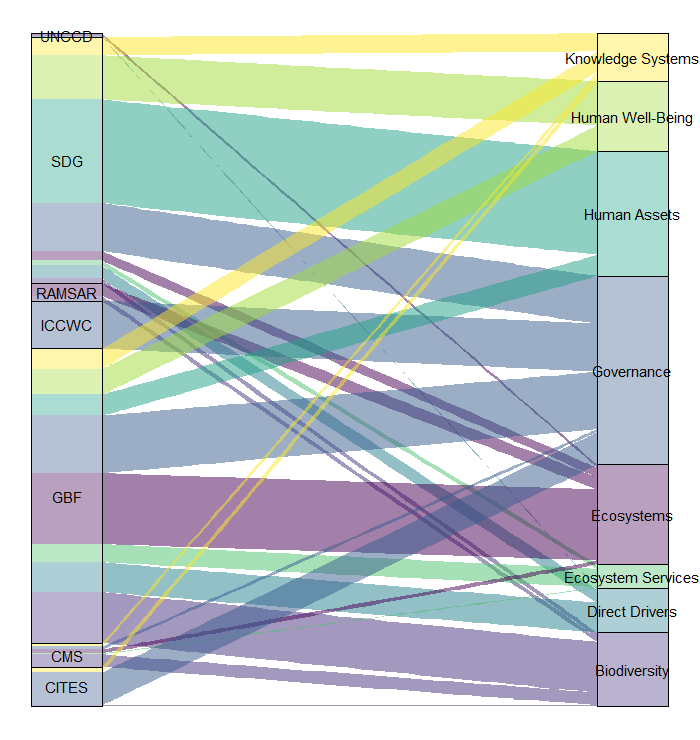 UNCCD
SDG
RAMSAR
ICCWC
GBF
CMS
CITES
Knowledge Systems
Human Well-Being
Human Assets
Governance
Ecosystems
Ecosystem Services
Direct Drivers
Biodiversity